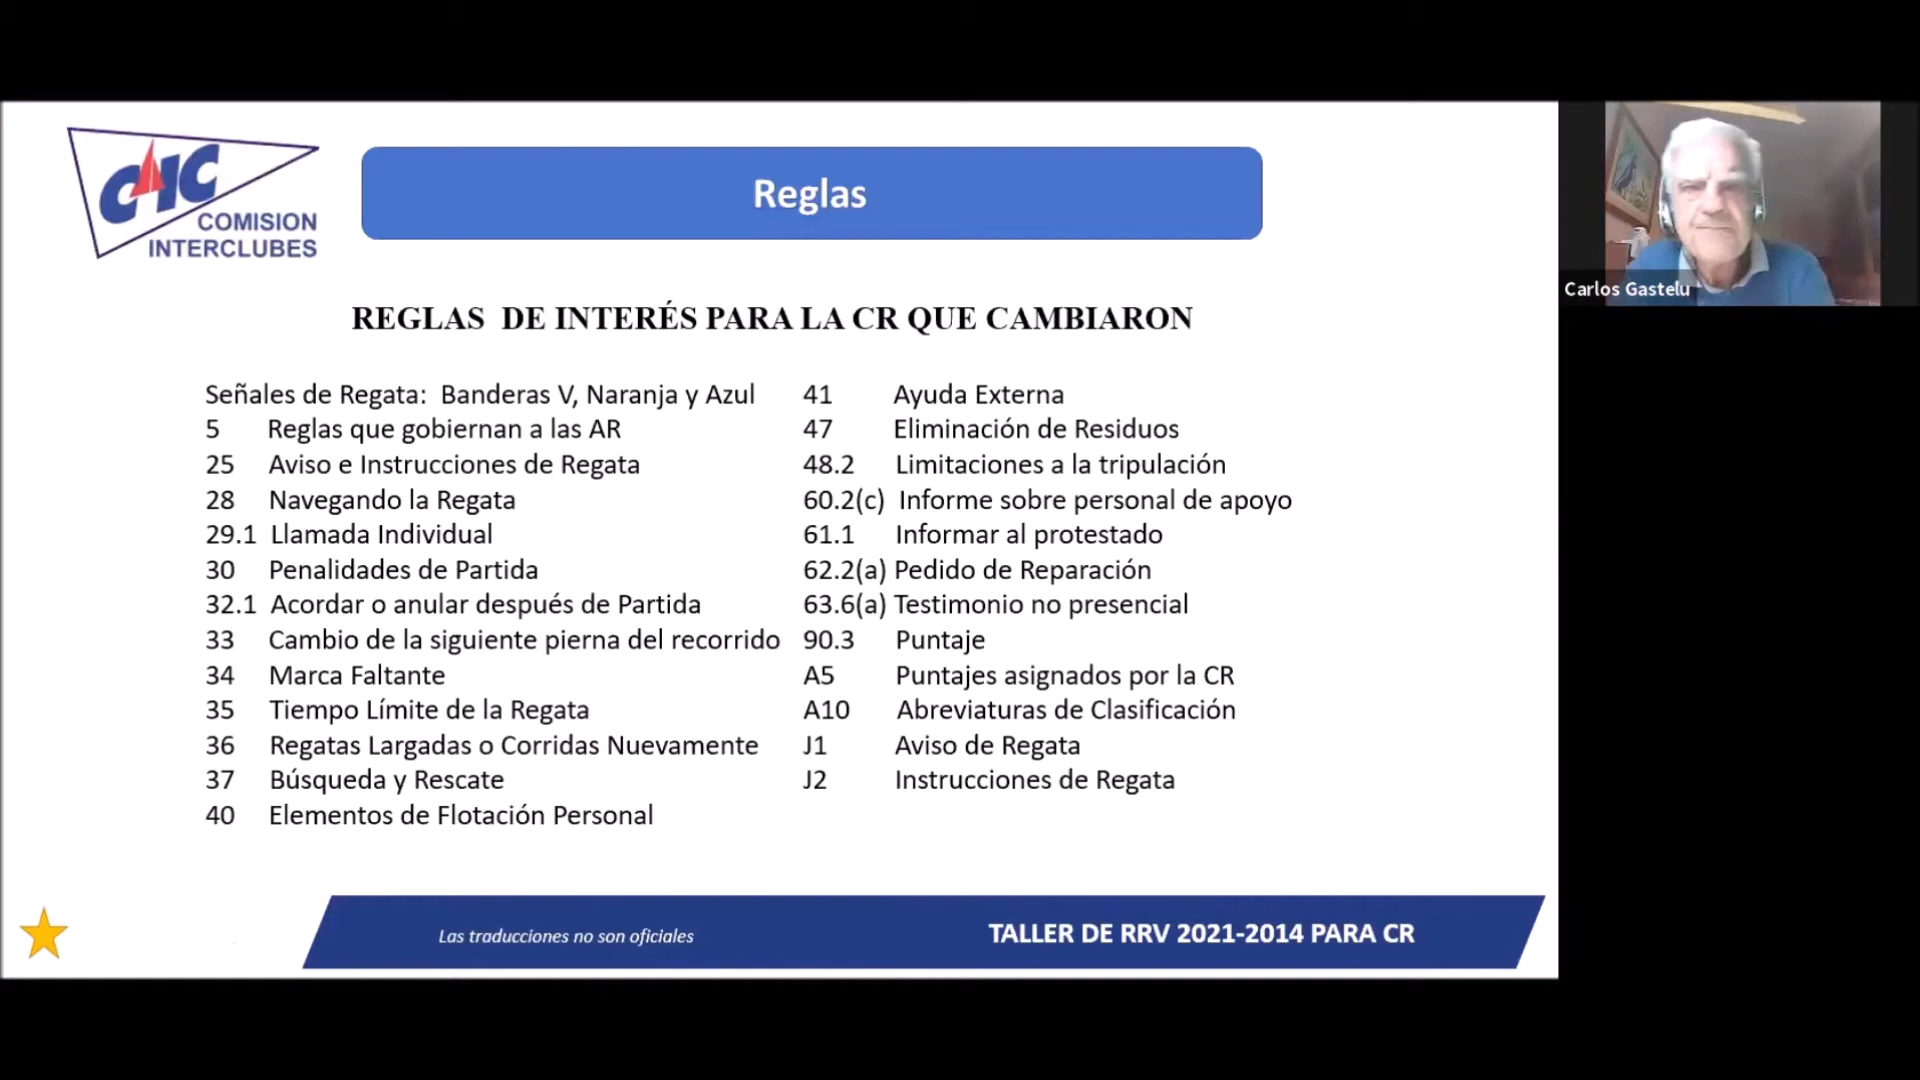 CIC
COMISION
INTERCLUBES
Reglas
REGLAS DE INTERÉS PARA LA CR QUE CAMBIARON
Señales de Regata: Banderas V, Naranja y Azul
5 Reglas que gobiernan a las AR
25 Aviso e Instrucciones de Regata
28 Navegando la Regata
29.1 Llamada Individual
30 Penalidades de Partida
32.1 Acordar o anular después de Partida
33 Cambio de la siguiente pierna del recorrido
34 Marca Faltante
35 Tiempo Límite de la Regata
36 Regatas Largadas o Corridas Nuevamente
37 Búsqueda y Rescate
40 Elementos de Flotación Personal
41 Ayuda Externa
47 Eliminación de Residuos
48.2 Limitaciones a la tripulación
60.2(c) Informe sobre personal de apoyo
61.1 Informar al protestado
62.2(a) Pedido de Reparación
63.6(a) Testimonio no presencial
90.3 Puntaje
A5 Puntajes asignados por la CR
A10 Abreviaturas de Clasificación
J1 Aviso de Regata
J2 Instrucciones de Regata
Las traducciones no son oficiales
TALLER DE RRV 2021-2014 PARA CR
Carlos Gastelu